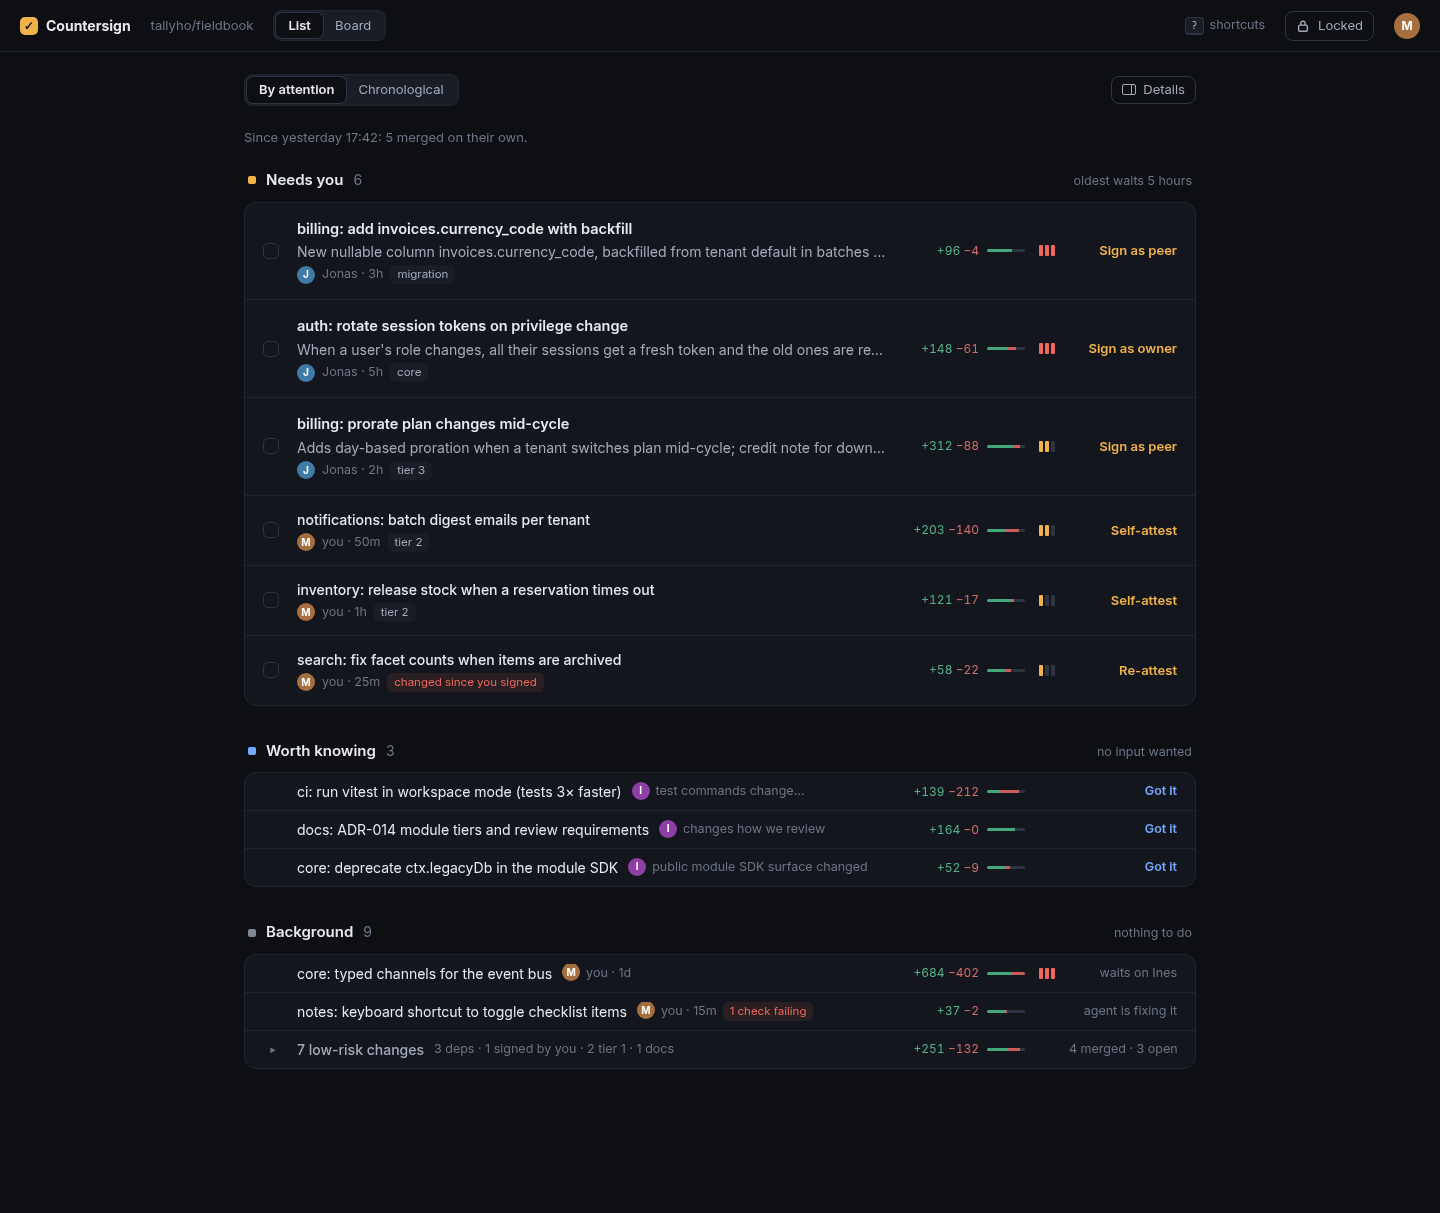 ✓ Countersign tallyho/fieldbook List Board ? shortcuts Locked M
By attention Chronological Details
Since yesterday 17:42: 5 merged on their own.
Needs you 6 oldest waits 5 hours
billing: add invoices.currency_code with backfill
New nullable column invoices.currency_code, backfilled from tenant default in batches ... +96 −4 Sign as peer
J Jonas · 3h migration
auth: rotate session tokens on privilege change
When a user's role changes, all their sessions get a fresh token and the old ones are re... +148 −61 Sign as owner
J Jonas · 5h core
billing: prorate plan changes mid-cycle
Adds day-based proration when a tenant switches plan mid-cycle; credit note for down... +312 −88 Sign as peer
J Jonas · 2h tier 3
notifications: batch digest emails per tenant +203 −140 Self-attest
M you · 50m tier 2
inventory: release stock when a reservation times out +121 −17 Self-attest
M you · 1h tier 2
search: fix facet counts when items are archived +58 −22 Re-attest
M you · 25m changed since you signed
Worth knowing 3 no input wanted
ci: run vitest in workspace mode (tests 3× faster) I test commands change... +139 −212 Got it
docs: ADR-014 module tiers and review requirements I changes how we review +164 −0 Got it
core: deprecate ctx.legacyDb in the module SDK I public module SDK surface changed +52 −9 Got it
Background 9 nothing to do
core: typed channels for the event bus M you · 1d +684 −402 waits on Ines
notes: keyboard shortcut to toggle checklist items M you · 15m 1 check failing +37 −2 agent is fixing it
▸ 7 low-risk changes 3 deps · 1 signed by you · 2 tier 1 · 1 docs +251 −132 4 merged · 3 open